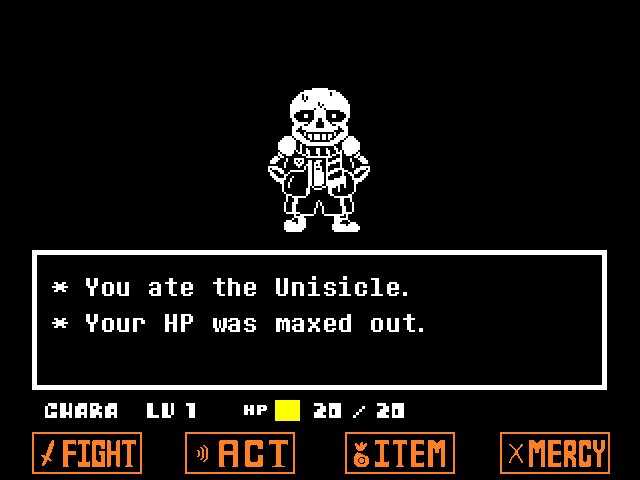 * You ate the Unisicle.
* Your HP was maxed out.
CHARA LV 1 HP 20 / 20
FIGHT ACT ITEM MERCY